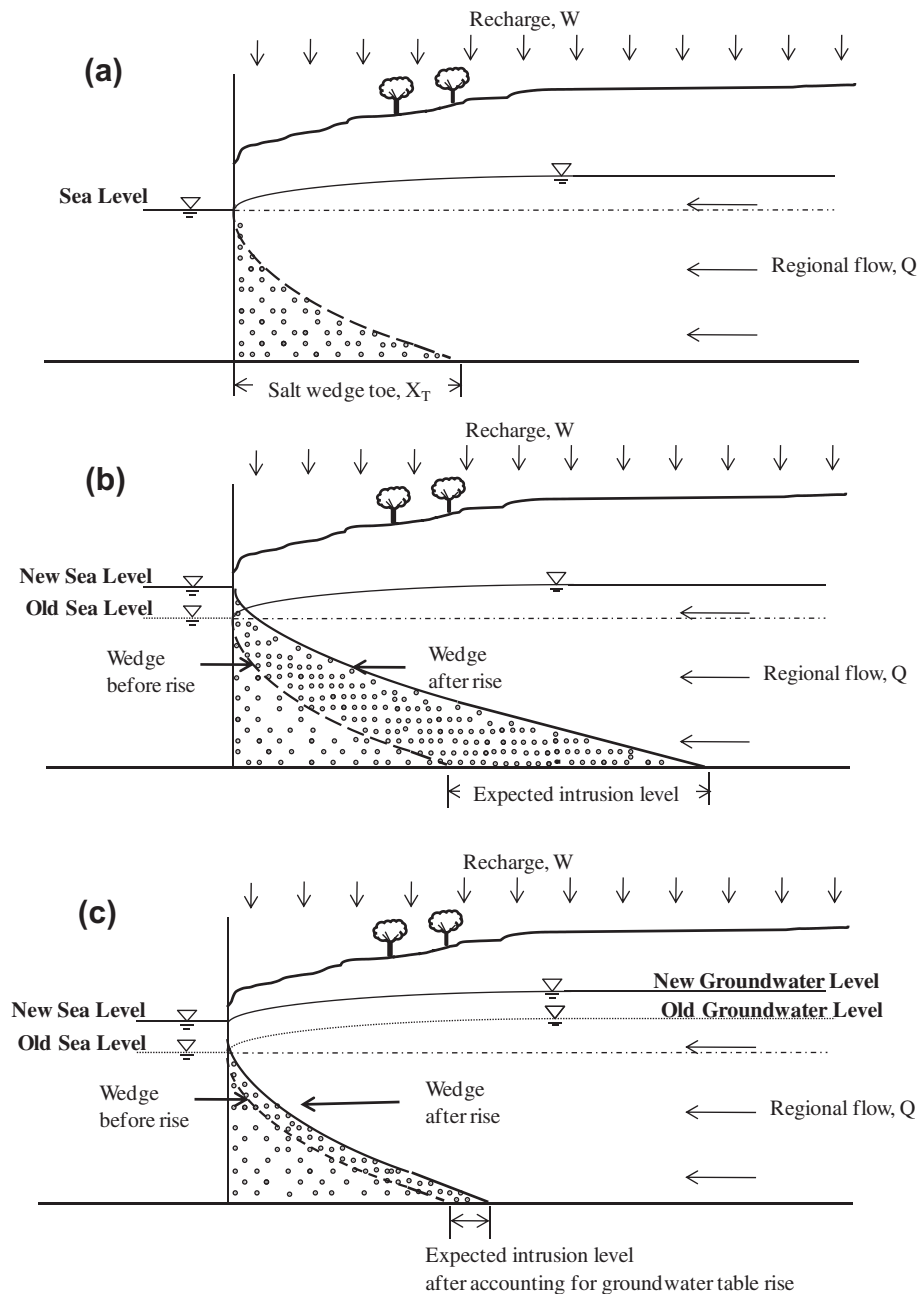 Recharge, W
(a)
Sea Level
Regional flow, Q
Salt wedge toe, X_T
Recharge, W
(b)
New Sea Level
Old Sea Level
Wedge
before rise
Wedge
after rise
Regional flow, Q
Expected intrusion level
Recharge, W
(c)
New Groundwater Level
New Sea Level
Old Groundwater Level
Old Sea Level
Wedge
before rise
Wedge
after rise
Regional flow, Q
Expected intrusion level
after accounting for groundwater table rise